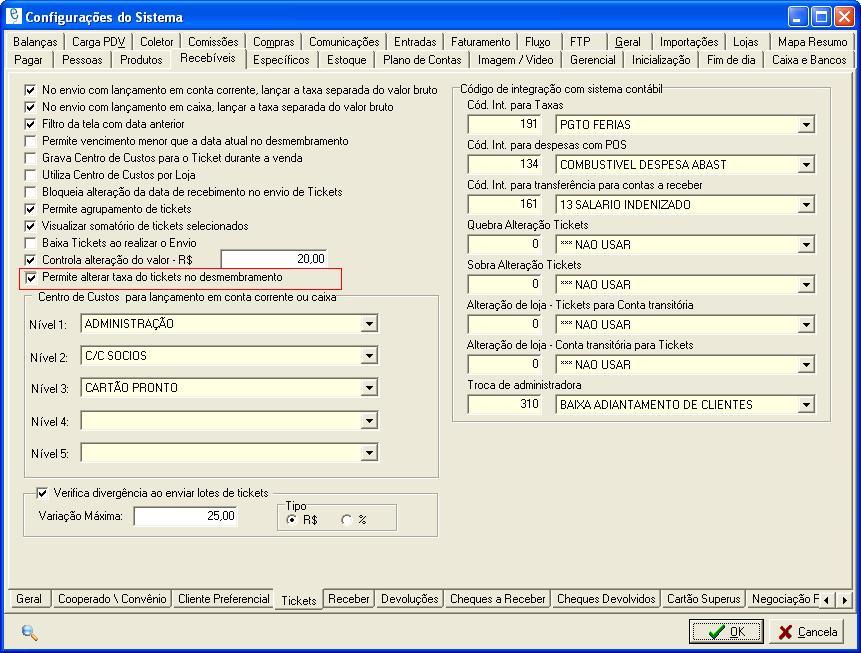 Configurações do Sistema
Balanças Carga PDV Coletor Comissões Compras Comunicações Entradas Faturamento Fluxo FTP Geral Importações Lojas Mapa Resumo
Pagar Pessoas Produtos Recebíveis Específicos Estoque Plano de Contas Imagem / Video Gerencial Inicialização Fim de dia Caixa e Bancos
No envio com lançamento em conta corrente, lançar a taxa separada do valor bruto
No envio com lançamento em caixa, lançar a taxa separada do valor bruto
Filtro da tela com data anterior
Permite vencimento menor que a data atual no desmembramento
Grava Centro de Custos para o Ticket durante a venda
Utiliza Centro de Custos por Loja
Bloqueia alteração da data de recebimento no envio de Tickets
Permite agrupamento de tickets
Visualizar somatório de tickets selecionados
Baixa Tickets ao realizar o Envio
Controla alteração do valor - R$ 20,00
Permite alterar taxa do tickets no desmembramento
Centro de Custos para lançamento em conta corrente ou caixa
Nível 1: ADMINISTRAÇÃO
Nível 2: C/C SOCIOS
Nível 3: CARTÃO PRONTO
Nível 4:
Nível 5:
Verifica divergência ao enviar lotes de tickets
Variação Máxima: 25,00
Tipo
R$ %
Código de integração com sistema contábil
Cód. Int. para Taxas
191 PGTO FERIAS
Cód. Int. para despesas com POS
134 COMBUSTIVEL DESPESA ABAST
Cód. Int. para transferência para contas a receber
161 13 SALARIO INDENIZADO
Quebra Alteração Tickets
0 *** NAO USAR
Sobra Alteração Tickets
0 *** NAO USAR
Alteração de loja - Tickets para Conta transitória
0 *** NAO USAR
Alteração de loja - Conta transitória para Tickets
0 *** NAO USAR
Troca de administradora
310 BAIXA ADIANTAMENTO DE CLIENTES
Geral Cooperado \ Convênio Cliente Preferencial Tickets Receber Devoluções Cheques a Receber Cheques Devolvidos Cartão Superus Negociação F
OK Cancela